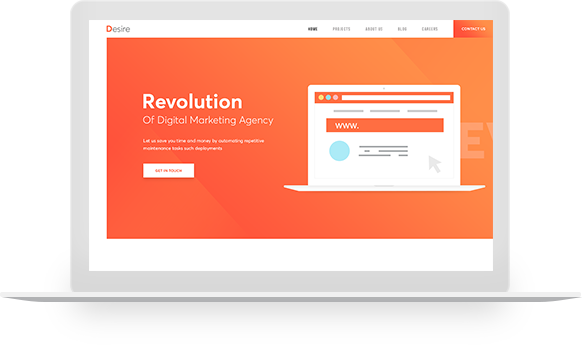 Desire
HOME PROJECTS ABOUT US BLOG CAREERS CONTACT US
Revolution
Of Digital Marketing Agency
Let us save you time and money by automating repetitive
maintenance tasks such deployments
GET IN TOUCH
www.